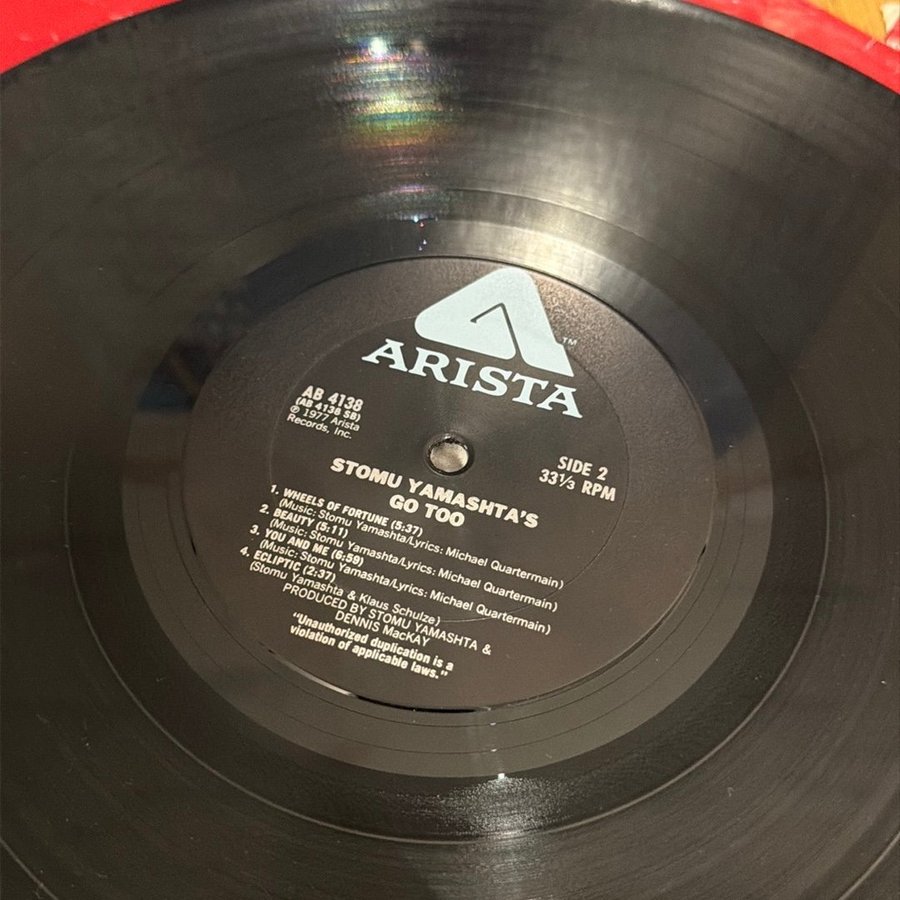 ARISTA™
AB 4138
(AB 4138 SB)
℗ 1977 Arista
Records, Inc.
SIDE 2
33⅓ RPM
STOMU YAMASHTA'S
GO TOO
1. WHEELS OF FORTUNE (5:37)
(Music: Stomu Yamashta/Lyrics: Michael Quartermain)
2. BEAUTY (5:11)
(Music: Stomu Yamashta/Lyrics: Michael Quartermain)
3. YOU AND ME (6:59)
(Music: Stomu Yamashta/Lyrics: Michael Quartermain)
4. ECLIPTIC (2:37)
(Stomu Yamashta & Klaus Schulze)
PRODUCED BY STOMU YAMASHTA &
DENNIS MacKAY
"Unauthorized duplication is a
violation of applicable laws."